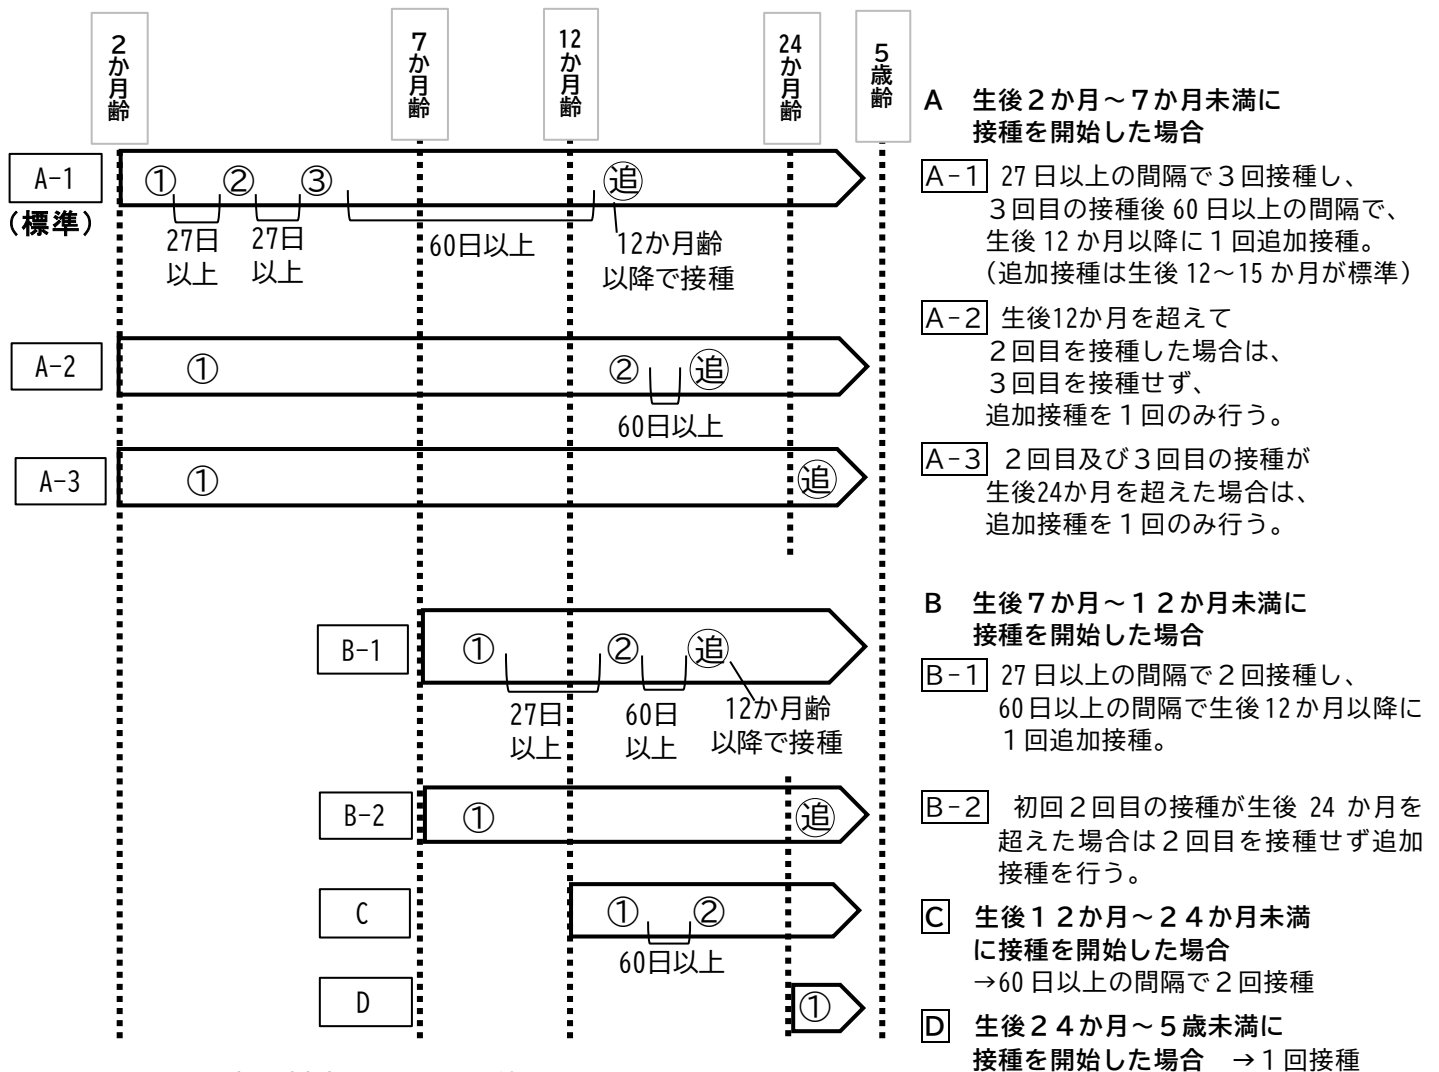 2か月齢
7か月齢
12か月齢
24か月齢
5歳齢
A-1
(標準)
① ② ③ 追
27日
以上
27日
以上
60日以上
12か月齢
以降で接種
A-2
① ② 追
60日以上
A-3
① 追
B-1
① ② 追
27日
以上
60日
以上
12か月齢
以降で接種
B-2
① 追
C
① ②
60日以上
D
①
A 生後2か月~7か月未満に
接種を開始した場合
A-1 27日以上の間隔で3回接種し、
3回目の接種後60日以上の間隔で、
生後12か月以降に1回追加接種。
(追加接種は生後12~15か月が標準)
A-2 生後12か月を超えて
2回目を接種した場合は、
3回目を接種せず、
追加接種を1回のみ行う。
A-3 2回目及び3回目の接種が
生後24か月を超えた場合は、
追加接種を1回のみ行う。
B 生後7か月~12か月未満に
接種を開始した場合
B-1 27日以上の間隔で2回接種し、
60日以上の間隔で生後12か月以降に
1回追加接種。
B-2 初回2回目の接種が生後 24 か月を
超えた場合は2回目を接種せず追加
接種を行う。
C 生後12か月~24か月未満
に接種を開始した場合
→60日以上の間隔で2回接種
D 生後24か月~5歳未満に
接種を開始した場合 →1回接種